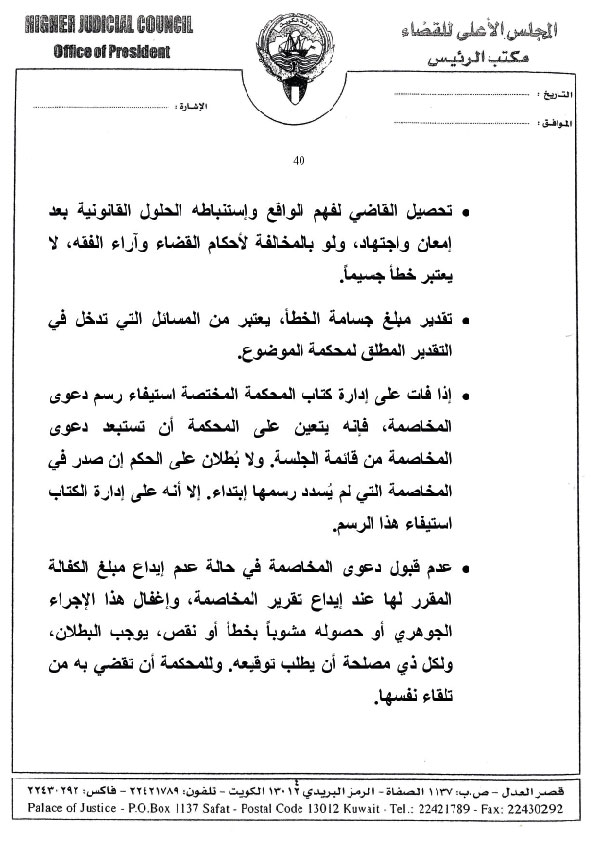 HIGHER JUDICIAL COUNCIL
Office of President
المجلس الأعلى للقضاء
مكتب الرئيس
التـاريخ :
الموافق :
الإشارة :
40
• تحصيل القاضي لفهم الواقع وإستنباطه الحلول القانونية بعد
إمعان واجتهاد، ولو بالمخالفة لأحكام القضاء وآراء الفقه، لا
يعتبر خطأ جسيماً.
• تقدير مبلغ جسامة الخطأ، يعتبر من المسائل التي تدخل في
التقدير المطلق لمحكمة الموضوع.
• إذا فات على إدارة كتاب المحكمة المختصة استيفاء رسم دعوى
المخاصمة، فإنه يتعين على المحكمة أن تستبعد دعوى
المخاصمة من قائمة الجلسة. ولا بُطلان على الحكم إن صدر في
المخاصمة التي لم يُسدد رسمها إبتداء. إلا أنه على إدارة الكتاب
استيفاء هذا الرسم.
• عدم قبول دعوى المخاصمة في حالة عدم إيداع مبلغ الكفالة
المقرر لها عند إيداع تقرير المخاصمة، وإغفال هذا الإجراء
الجوهري أو حصوله مشوباً بخطأ أو نقص، يوجب البطلان،
ولكل ذي مصلحة أن يطلب توقيعه. وللمحكمة أن تقضي به من
تلقاء نفسها.
قصر العدل – ص.ب: ١١٣٧ الصفاة – الرمز البريدي ١٣٠١٢ الكويت – تلفون: ٢٢٤٢١٧٨٩ – فاكس: ٢٢٤٣٠٢٩٢
Palace of Justice - P.O.Box 1137 Safat - Postal Code 13012 Kuwait - Tel.: 22421789 - Fax: 22430292